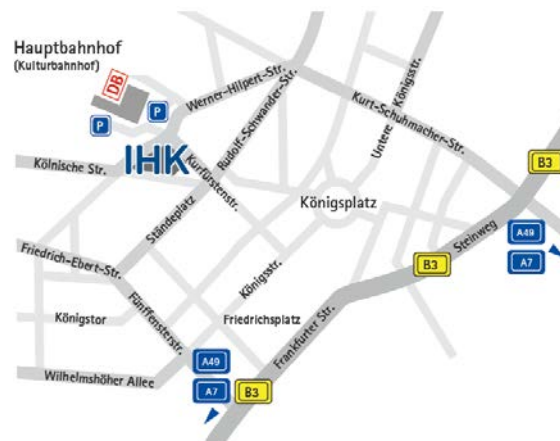 Hauptbahnhof
(Kulturbahnhof)
DB
P
P
Werner-Hilpert-Str.
Rudolf-Schwander-Str.
Kurt-Schuhmacher-Str.
Untere Königsstr.
Kölnische Str.
IHK
Kurfürstenstr.
Ständeplatz
Königsplatz
B3
A49
A7
Steinweg
B3
Friedrich-Ebert-Str.
Königsstr.
Königstor
Fünffensterstr.
Friedrichsplatz
Frankfurter Str.
Wilhelmshöher Allee
A49
A7
B3